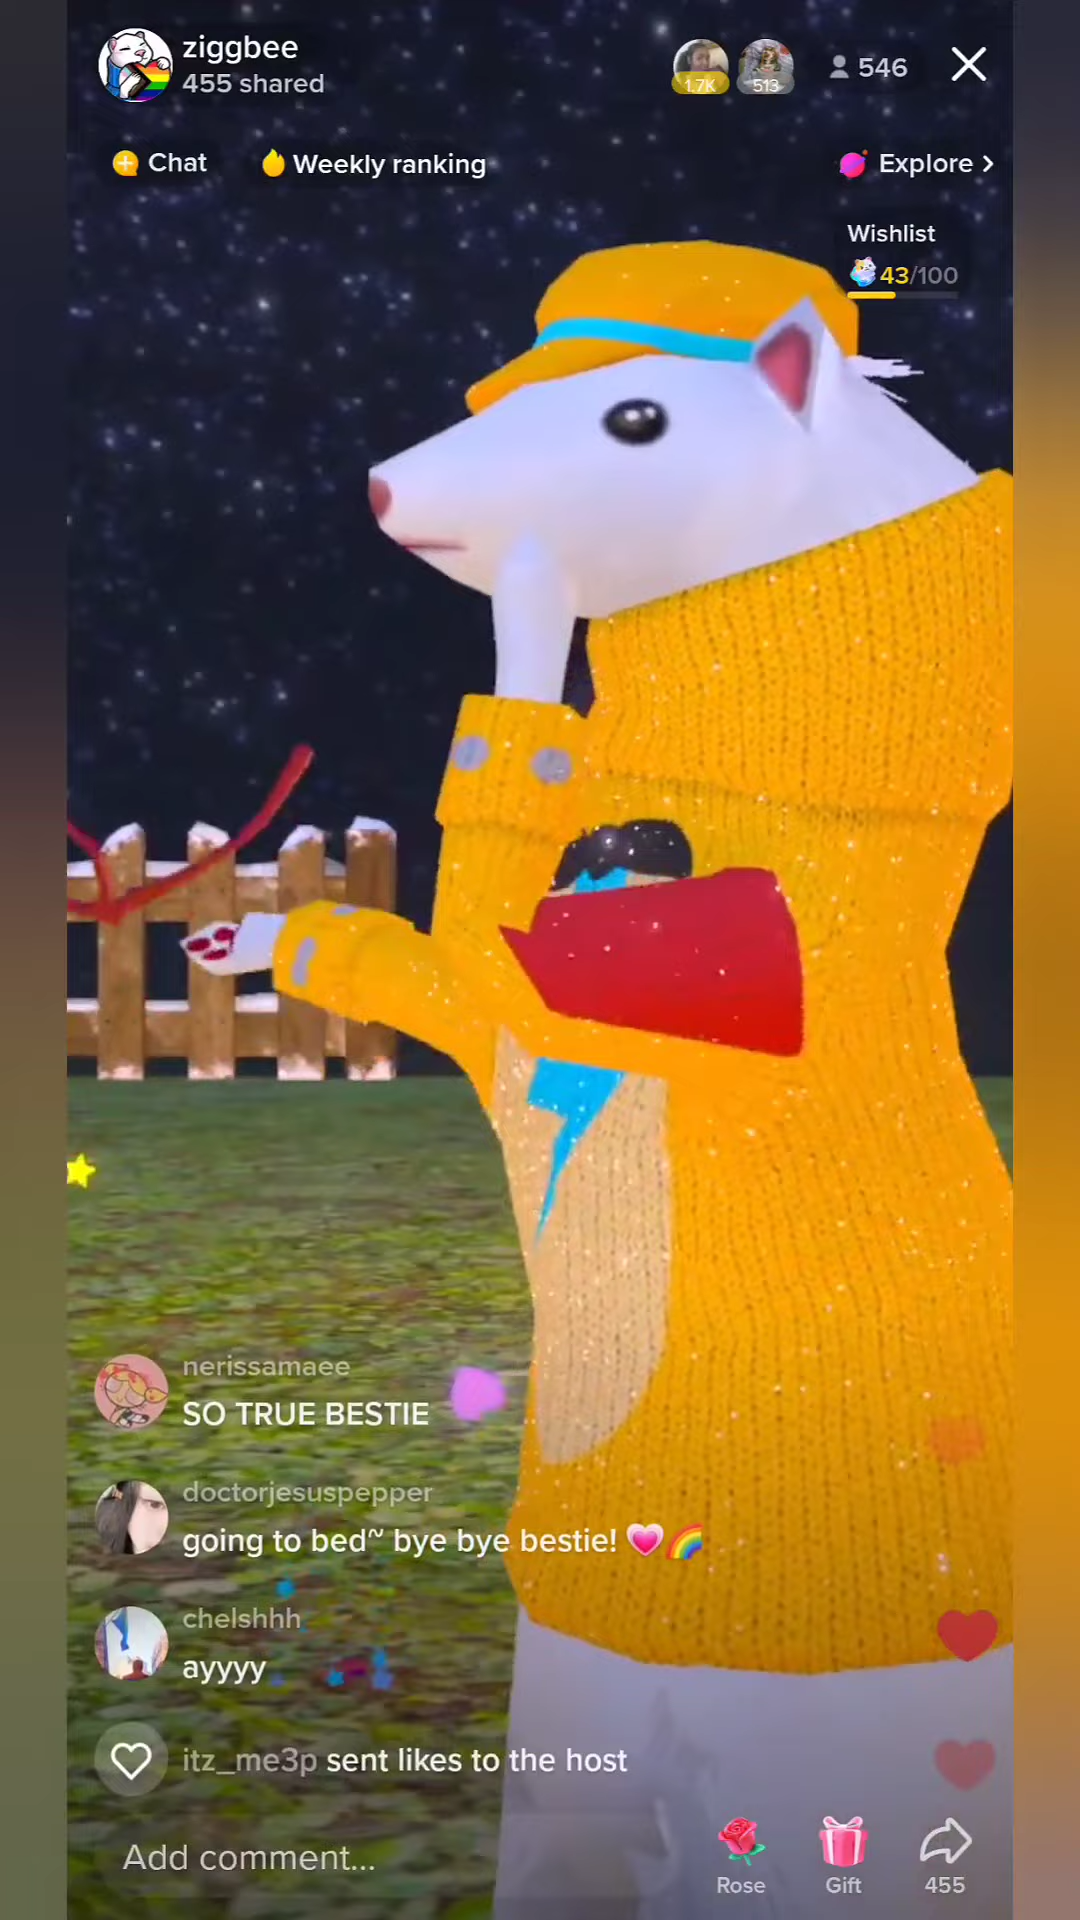 ziggbee
455 shared
1.7K
513
546
Chat
Weekly ranking
Explore
Wishlist
43/100
nerissamaee
SO TRUE BESTIE
doctorjesuspepper
going to bed~ bye bye bestie! 💗🌈
chelshhh
ayyyy
itz_me3p sent likes to the host
Add comment...
Rose
Gift
455